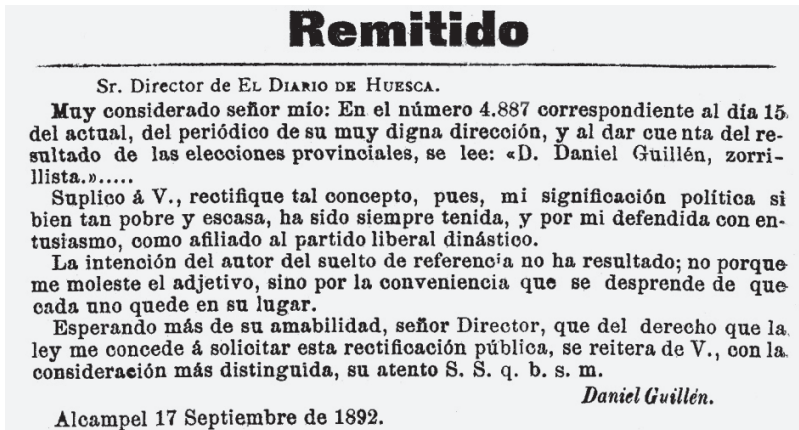 Remitido
Sr. Director de EL DIARIO DE HUESCA.
Muy considerado señor mío: En el número 4.887 correspondiente al día 15
del actual, del periódico de su muy digna dirección, y al dar cuenta del re-
sultado de las elecciones provinciales, se lee: «D. Daniel Guillén, zorri-
llista.».....
Suplico á V., rectifique tal concepto, pues, mi significación política si
bien tan pobre y escasa, ha sido siempre tenida, y por mi defendida con en-
tusiasmo, como afiliado al partido liberal dinástico.
La intención del autor del suelto de referencia no ha resultado; no porque
me moleste el adjetivo, sino por la conveniencia que se desprende de que
cada uno quede en su lugar.
Esperando más de su amabilidad, señor Director, que del derecho que la
ley me concede á solicitar esta rectificación pública, se reitera de V., con la
consideración más distinguida, su atento S. S. q. b. s. m.
Daniel Guillén.
Alcampel 17 Septiembre de 1892.